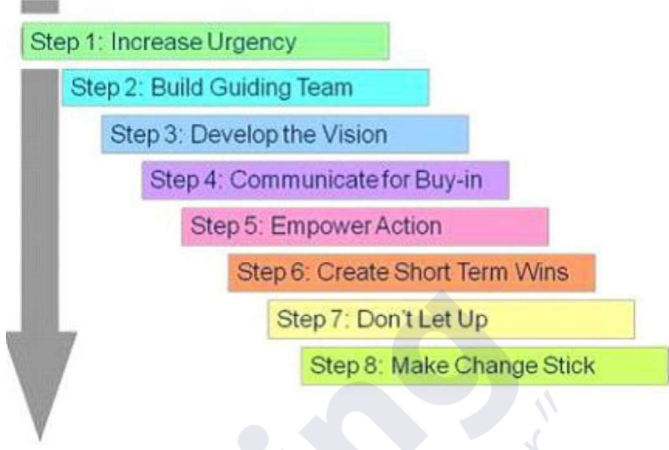 Step 1: Increase Urgency
Step 2: Build Guiding Team
Step 3: Develop the Vision
Step 4: Communicate for Buy-in
Step 5: Empower Action
Step 6: Create Short Term Wins
Step 7: Don't Let Up
Step 8: Make Change Stick